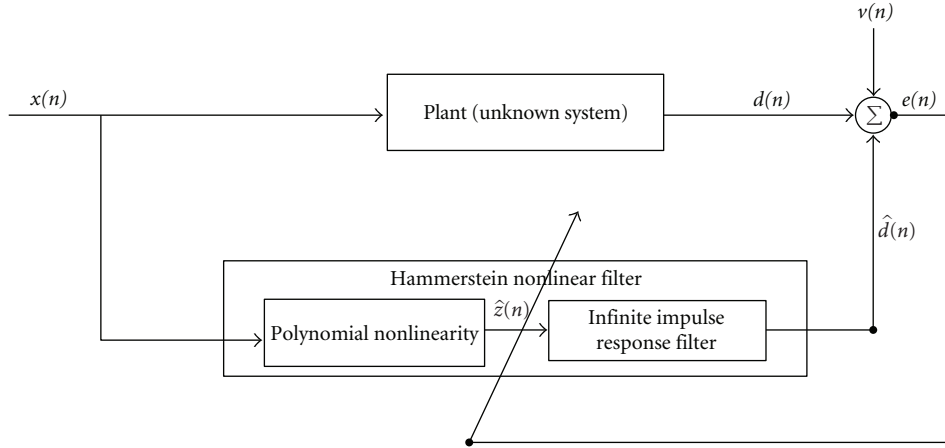 v(n)
x(n)
Plant (unknown system)
d(n)
Σ
e(n)
d̂(n)
Hammerstein nonlinear filter
Polynomial nonlinearity
ẑ(n)
Infinite impulse
response filter